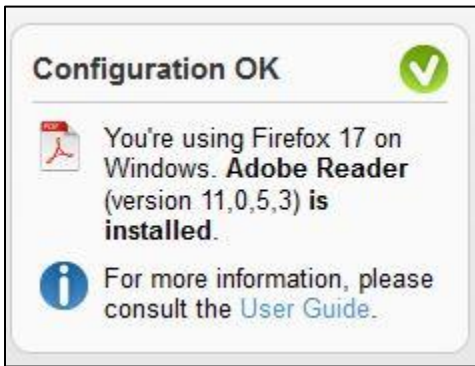 Configuration OK
PDF
You're using Firefox 17 on
Windows. Adobe Reader
(version 11,0,5,3) is
installed.
For more information, please
consult the User Guide.